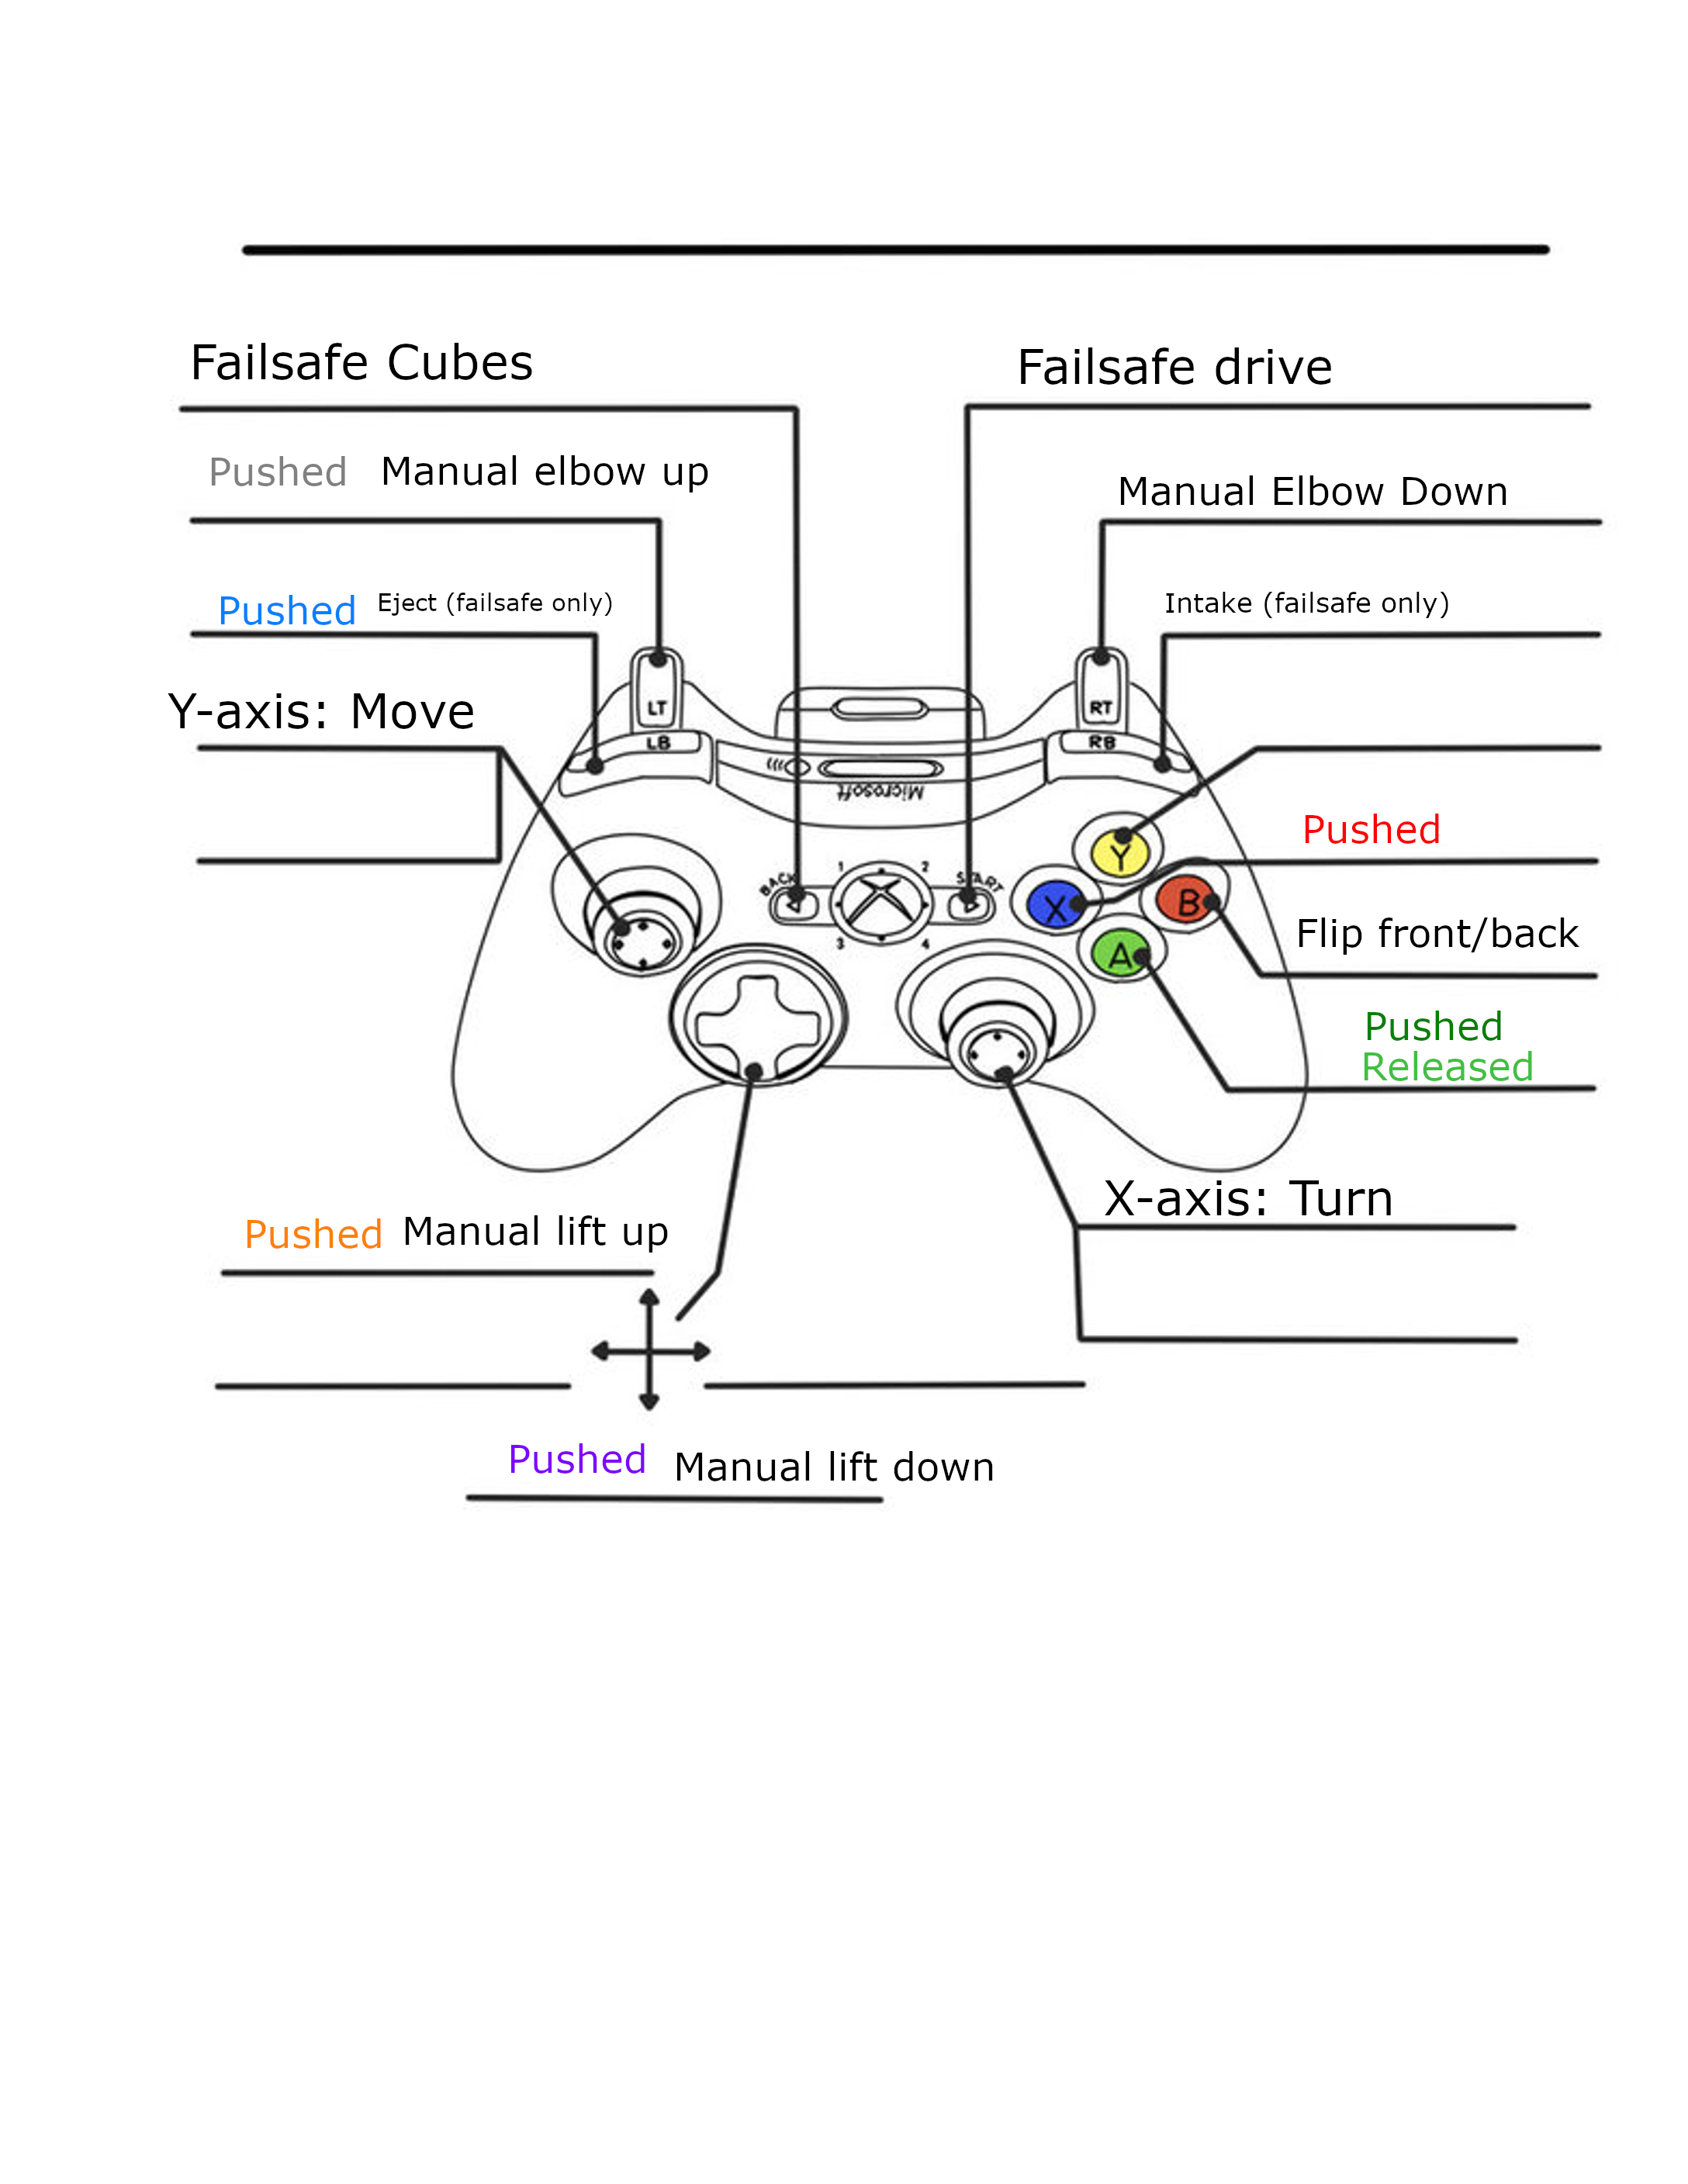 Failsafe Cubes
Failsafe drive
Pushed Manual elbow up
Manual Elbow Down
Pushed Eject (failsafe only)
Intake (failsafe only)
Y-axis: Move
LT
RT
LB
RB
Microsoft
Pushed
BACK
1
2
START
3
4
Y
X
B
A
Flip front/back
Pushed
Released
X-axis: Turn
Pushed Manual lift up
Pushed Manual lift down